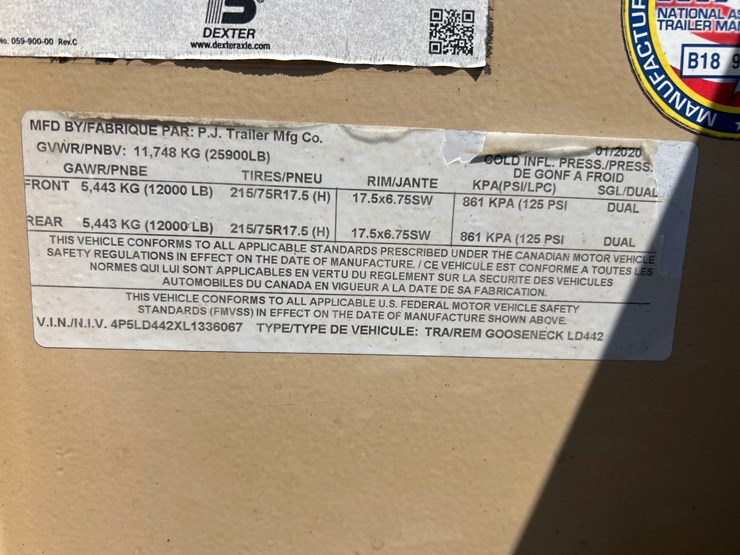 DEXTER
www.dexteraxle.com
059-900-00 Rev.C
NATIONAL
TRAILER
MANUFACTUR
B18 9
MFD BY/FABRIQUE PAR: P.J. Trailer Mfg Co.
01/2020
GVWR/PNBV: 11,748 KG (25900LB)
COLD INFL. PRESS./PRESS.
DE GONF A FROID
GAWR/PNBE TIRES/PNEU RIM/JANTE KPA(PSI/LPC) SGL/DUAL
FRONT 5,443 KG (12000 LB) 215/75R17.5 (H) 17.5x6.75SW 861 KPA (125 PSI DUAL
REAR 5,443 KG (12000 LB) 215/75R17.5 (H) 17.5x6.75SW 861 KPA (125 PSI DUAL
THIS VEHICLE CONFORMS TO ALL APPLICABLE STANDARDS PRESCRIBED UNDER THE CANADIAN MOTOR VEHICLE
SAFETY REGULATIONS IN EFFECT ON THE DATE OF MANUFACTURE. / CE VEHICULE EST CONFORME A TOUTES LES
NORMES QUI LUI SONT APPLICABLES EN VERTU DU REGLEMENT SUR LA SECURITE DES VEHICULES
AUTOMOBILES DU CANADA EN VIGUEUR A LA DATE DE SA FABRICATION.
THIS VEHICLE CONFORMS TO ALL APPLICABLE U.S. FEDERAL MOTOR VEHICLE SAFETY
STANDARDS (FMVSS) IN EFFECT ON THE DATE OF MANUFACTURE SHOWN ABOVE.
V.I.N./N.I.V. 4P5LD442XL1336067 TYPE/TYPE DE VEHICULE: TRA/REM GOOSENECK LD442